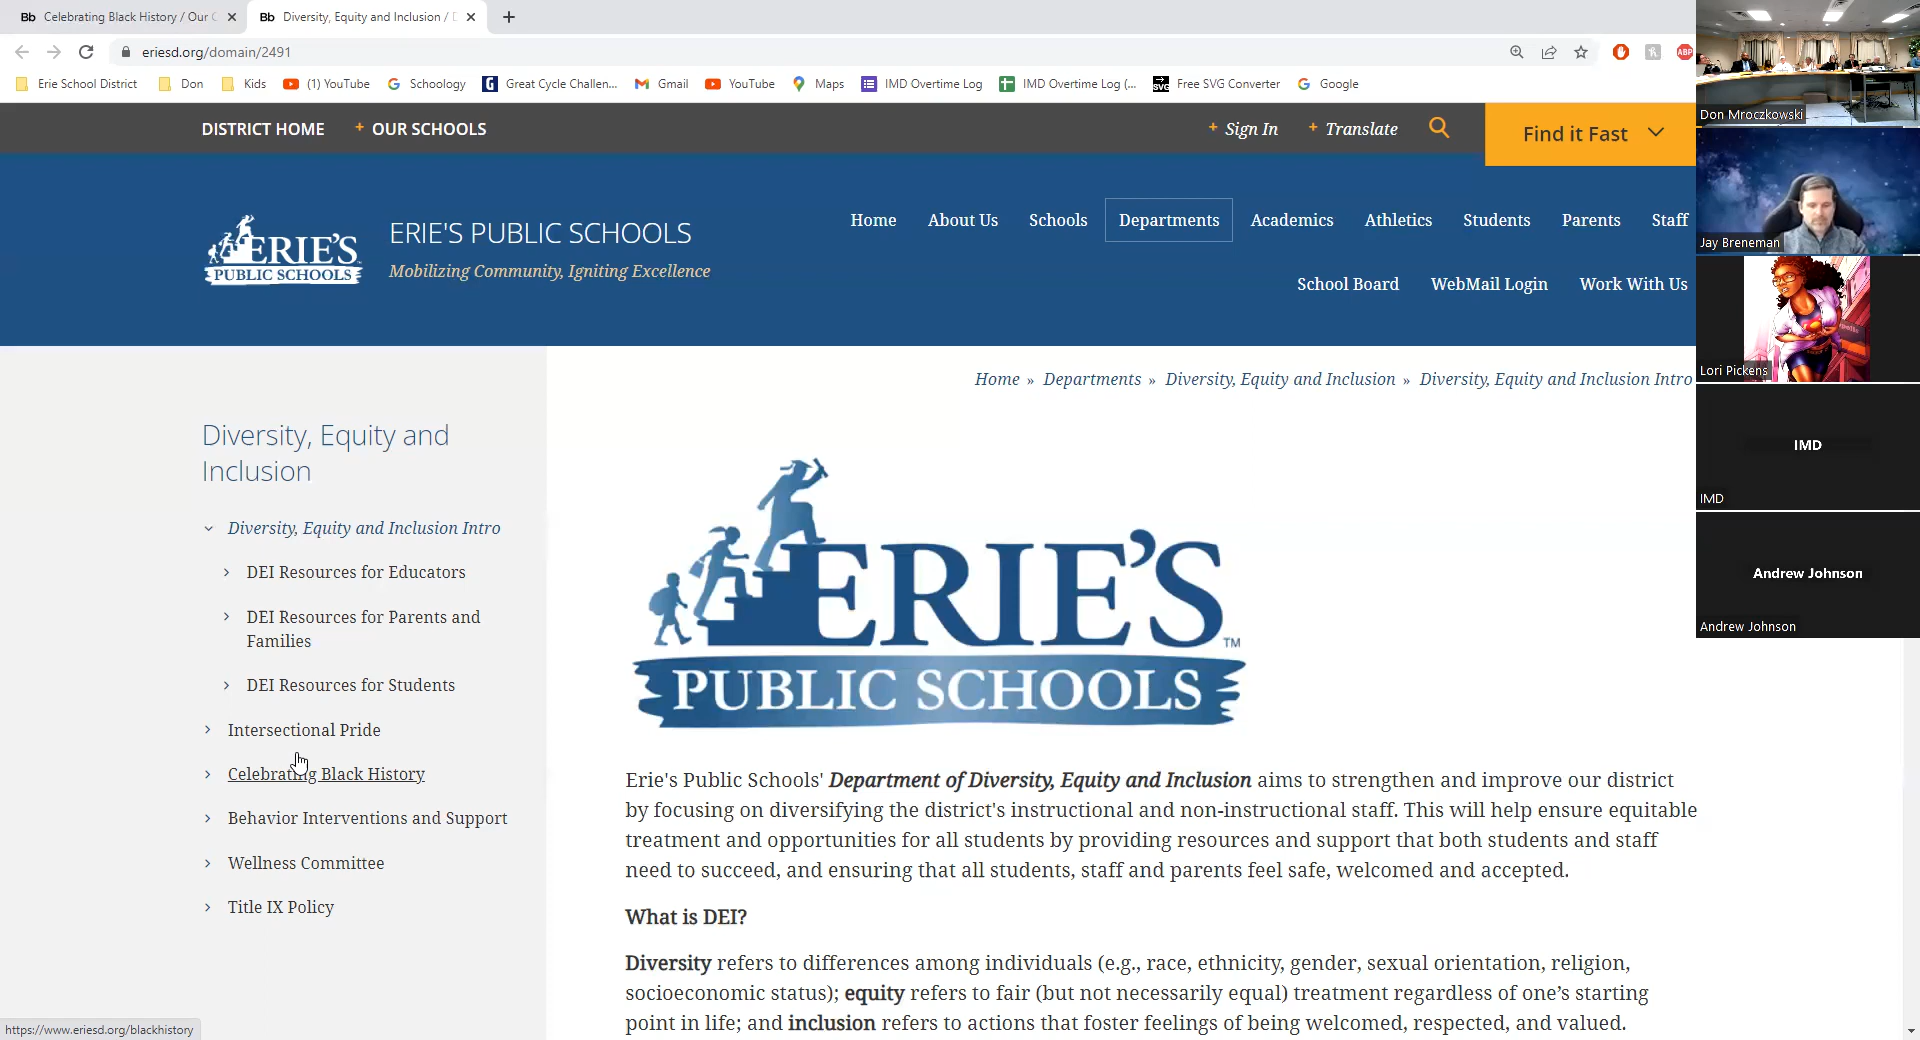 Bb Celebrating Black History / Our C
Bb Diversity, Equity and Inclusion / D
eriesd.org/domain/2491
ABP
Erie School District
Don
Kids
(1) YouTube
Schoology
Great Cycle Challen...
Gmail
YouTube
Maps
IMD Overtime Log
IMD Overtime Log (...
SVG
Free SVG Converter
Google
DISTRICT HOME
+ OUR SCHOOLS
+ Sign In
+ Translate
Find it Fast
ERIE'S
PUBLIC SCHOOLS
ERIE'S PUBLIC SCHOOLS
Mobilizing Community, Igniting Excellence
Home
About Us
Schools
Departments
Academics
Athletics
Students
Parents
Staff
School Board
WebMail Login
Work With Us
Home » Departments » Diversity, Equity and Inclusion » Diversity, Equity and Inclusion Intro
Diversity, Equity and
Inclusion
Diversity, Equity and Inclusion Intro
DEI Resources for Educators
DEI Resources for Parents and
Families
DEI Resources for Students
Intersectional Pride
Celebrating Black History
Behavior Interventions and Support
Wellness Committee
Title IX Policy
ERIE'S
TM
PUBLIC SCHOOLS
Erie's Public Schools' Department of Diversity, Equity and Inclusion aims to strengthen and improve our district
by focusing on diversifying the district's instructional and non-instructional staff. This will help ensure equitable
treatment and opportunities for all students by providing resources and support that both students and staff
need to succeed, and ensuring that all students, staff and parents feel safe, welcomed and accepted.
What is DEI?
Diversity refers to differences among individuals (e.g., race, ethnicity, gender, sexual orientation, religion,
socioeconomic status); equity refers to fair (but not necessarily equal) treatment regardless of one’s starting
point in life; and inclusion refers to actions that foster feelings of being welcomed, respected, and valued.
https://www.eriesd.org/blackhistory
Don Mroczkowski
Jay Breneman
Lori Pickens
IMD
IMD
Andrew Johnson
Andrew Johnson